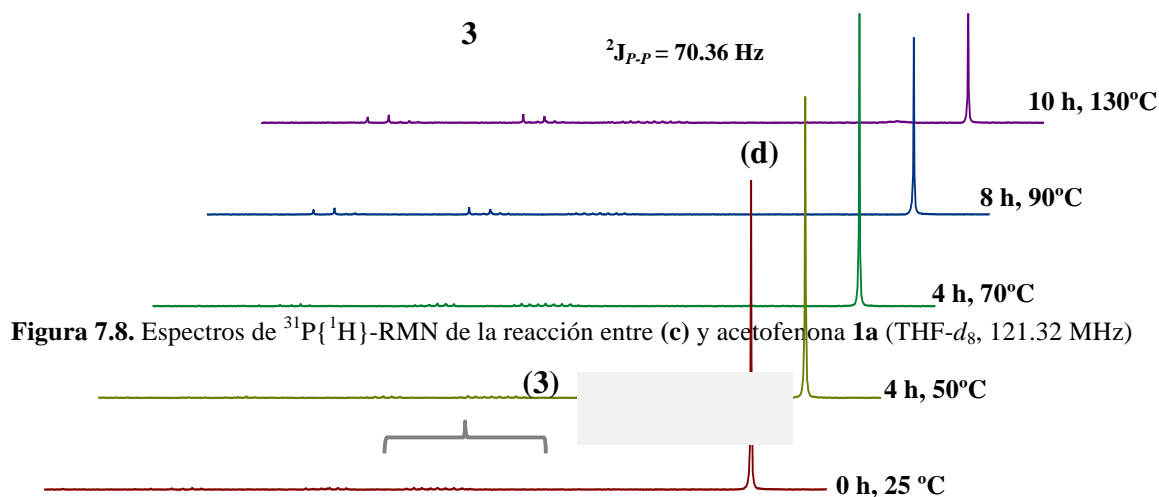 3
²J_P-P = 70.36 Hz
10 h, 130ºC
(d)
8 h, 90ºC
4 h, 70ºC
Figura 7.8. Espectros de ³¹P{¹H}-RMN de la reacción entre (c) y acetofenona 1a (THF-d₈, 121.32 MHz)
(3)
4 h, 50ºC
0 h, 25 ºC